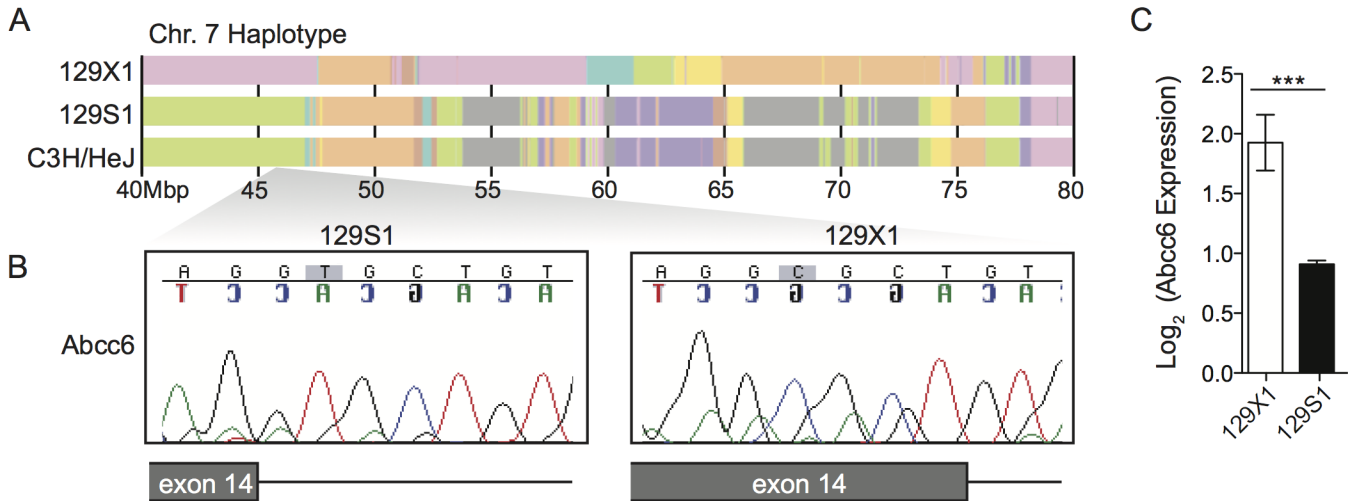 A
Chr. 7 Haplotype
129X1
129S1
C3H/HeJ
40Mbp 45 50 55 60 65 70 75 80
B
129S1
A G G T G C T G T
T C C A C G A C A
129X1
A G G C G C T G T
T C C G C G A C A
Abcc6
exon 14
exon 14
C
***
Log2 (Abcc6 Expression)
2.5
2.0
1.5
1.0
0.5
0.0
129X1
129S1